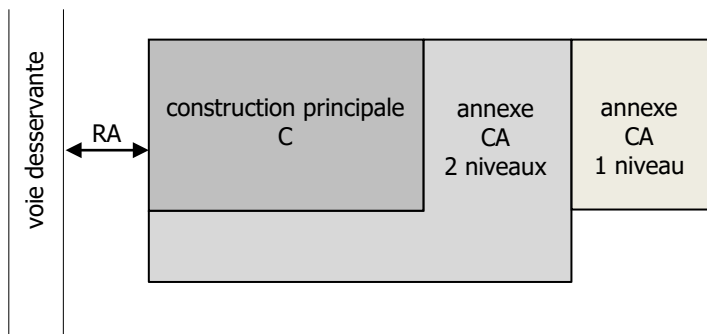 voie desservante
RA
construction principale
C
annexe
CA
2 niveaux
annexe
CA
1 niveau